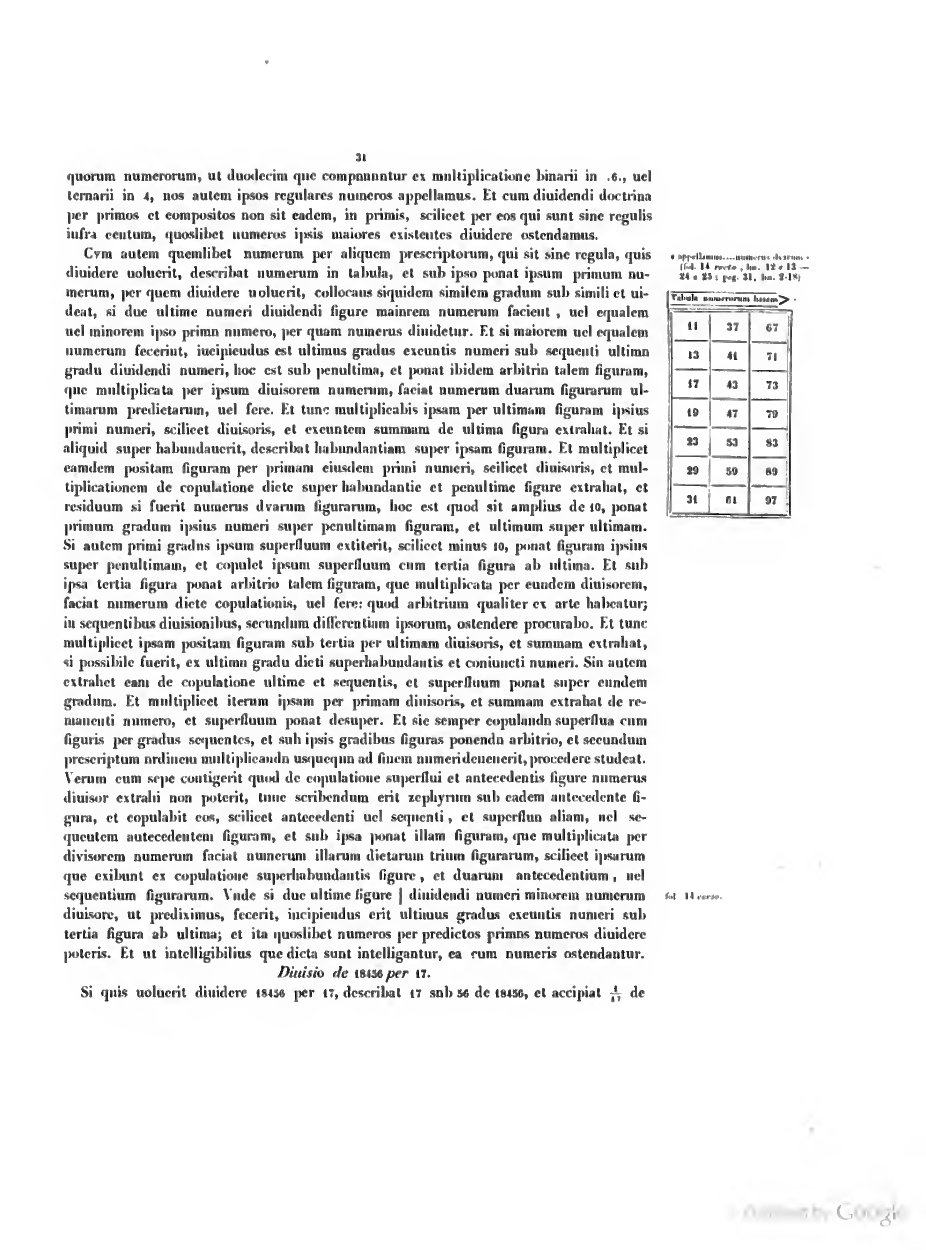 31
quorum numerorum, ut duodecim que componuntur ex multiplicatione binarii in .6., uel
ternarii in 4, nos autem ipsos regulares numeros appellamus. Et cum diuidendi doctrina
per primos et compositos non sit eadem, in primis, scilicet per eos qui sunt sine regulis
infra centum, quoslibet numeros ipsis maiores existentes diuidere ostendamus.
Cvm autem quemlibet numerum per aliquem prescriptorum, qui sit sine regula, quis
diuidere uoluerit, describat numerum in tabula, et sub ipso ponat ipsum primum nu-
merum, per quem diuidere uoluerit, collocans siquidem similem gradum sub simili et ui-
deat, si due ultime numeri diuidendi figure maiorem numerum facient, uel equalem
uel minorem ipso primo numero, per quam numerus diuidetur. Et si maiorem uel equalem
numerum fecerint, incipiendus est ultimus gradus exeuntis numeri sub sequenti ultimo
gradu diuidendi numeri, hoc est sub penultima, et ponat ibidem arbitrio talem figuram,
que multiplicata per ipsum diuisorem numerum, faciat numerum duarum figurarum ul-
timarum predietarum, uel fere. Et tunc multiplicabis ipsam per ultimam figuram ipsius
primi numeri, scilicet diuisoris, et exeuntem summam de ultima figura extrahat. Et si
aliquid super habundauerit, describat habundantiam super ipsam figuram. Et multiplicet
eamdem positam figuram per primam eiusdem primi numeri, scilicet diuisoris, et mul-
tiplicationem de copulatione dicte super habundantie et penultime figure extrahat, et
residuum si fuerit numerus dvarum figurarum, hoc est quod sit amplius de 10, ponat
primum gradum ipsius numeri super penultimam figuram, et ultimum super ultimam.
Si autem primi gradus ipsum superfluum extiterit, scilicet minus 10, ponat figuram ipsius
super penultimam, et copulet ipsum superfluum cum tertia figura ab ultima. Et sub
ipsa tertia figura ponat arbitrio talem figuram, que multiplicata per eundem diuisorem,
faciat numerum dicte copulationis, uel fere: quod arbitrium qualiter ex arte habeatur;
in sequentibus diuisionibus, secundum differentiam ipsorum, ostendere procurabo. Et tunc
multiplicet ipsam positam figuram sub tertia per ultimam diuisoris, et summam extrahat,
si possibile fuerit, ex ultimo gradu dicti superhabundantis et coniuncti numeri. Sin autem
extrahet eam de copulatione ultime et sequentis, et superfluum ponat super eundem
gradum. Et multiplicet iterum ipsam per primam diuisoris, et summam extrahat de re-
manenti numero, et superfluum ponat desuper. Et sic semper copulando superflua cum
figuris per gradus sequentes, et sub ipsis gradibus figuras ponendo arbitrio, et secundum
prescriptum ordinem multiplicando usquequo ad finem numeri deuenerit, procedere studeat.
Verum cum sepe contigerit quod de copulatione superflui et antecedentis figure numerus
diuisor extrahi non poterit, tunc scribendum erit zephyrum sub eadem antecedente fi-
gura, et copulabit eos, scilicet antecedenti uel sequenti, et superfluo aliam, uel se-
quentem antecedentem figuram, et sub ipsa ponat illam figuram, que multiplicata per
divisorem numerum faciat numerum illarum dictarum trium figurarum, scilicet ipsarum
que exibunt ex copulatione superhabundantis figure, et duarum antecedentium, uel
sequentium figurarum. Vnde si due ultime figure | diuidendi numeri minorem numerum
diuisore, ut prediximus, fecerit, incipiendus erit ultimus gradus exeuntis numeri sub
tertia figura ab ultima; et ita quoslibet numeros per predictos primos numeros diuidere
poteris. Et ut intelligibilius que dicta sunt intelligantur, ea cum numeris ostendantur.
Diuisio de 18456 per 17.
Si quis uoluerit diuidere 18456 per 17, describat 17 sub 56 de 18456, et accipiat 1/17 de
« appellamus....numerus dvarum »
(fol. 14 recto, lin. 12 e 13 —
24 e 25; pag. 31, lin. 2-18)
Tabula numerorum
11 37 67
13 41 71
17 43 73
19 47 79
23 53 83
29 59 89
31 61 97
fol. 14 verso.
Digitized by Google